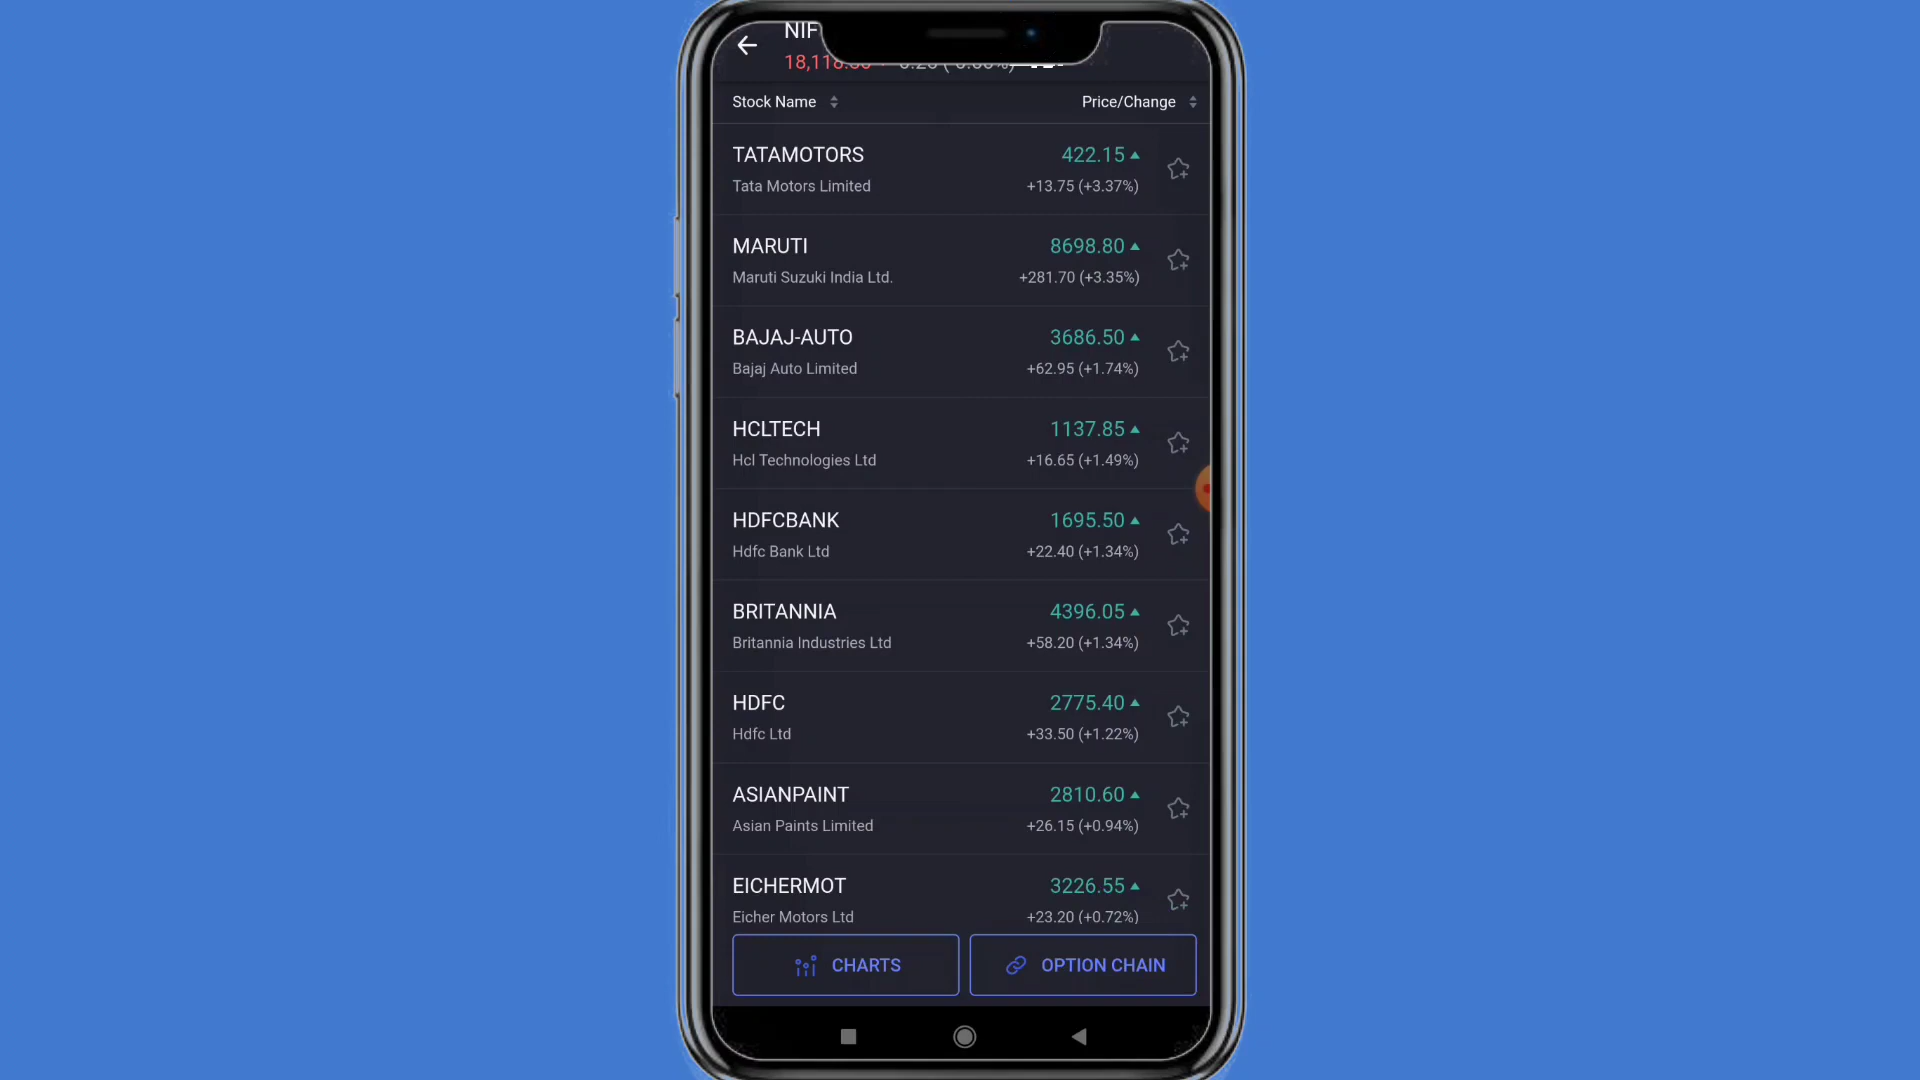 NIF
Stock Name Price/Change
TATAMOTORS 422.15
Tata Motors Limited +13.75 (+3.37%)
MARUTI 8698.80
Maruti Suzuki India Ltd. +281.70 (+3.35%)
BAJAJ-AUTO 3686.50
Bajaj Auto Limited +62.95 (+1.74%)
HCLTECH 1137.85
Hcl Technologies Ltd +16.65 (+1.49%)
HDFCBANK 1695.50
Hdfc Bank Ltd +22.40 (+1.34%)
BRITANNIA 4396.05
Britannia Industries Ltd +58.20 (+1.34%)
HDFC 2775.40
Hdfc Ltd +33.50 (+1.22%)
ASIANPAINT 2810.60
Asian Paints Limited +26.15 (+0.94%)
EICHERMOT 3226.55
Eicher Motors Ltd +23.20 (+0.72%)
CHARTS OPTION CHAIN